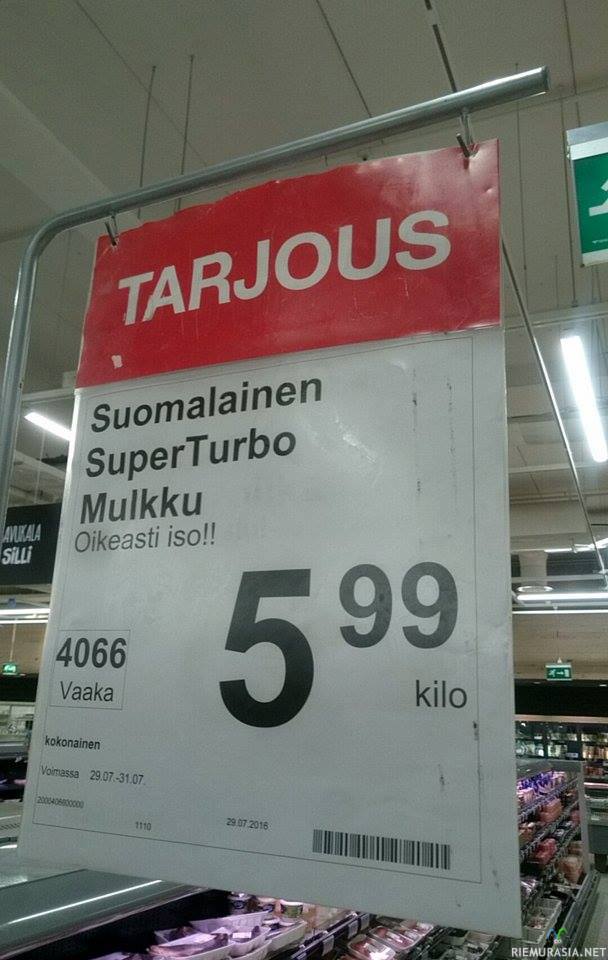 TARJOUS
Suomalainen
SuperTurbo
Mulkku
Oikeasti iso!!
5 99
kilo
4066
Vaaka
kokonainen
Voimassa 29.07.-31.07.
1110
29.07.2016
AVUKALA
SiLLi
RIEMURASIA.NET